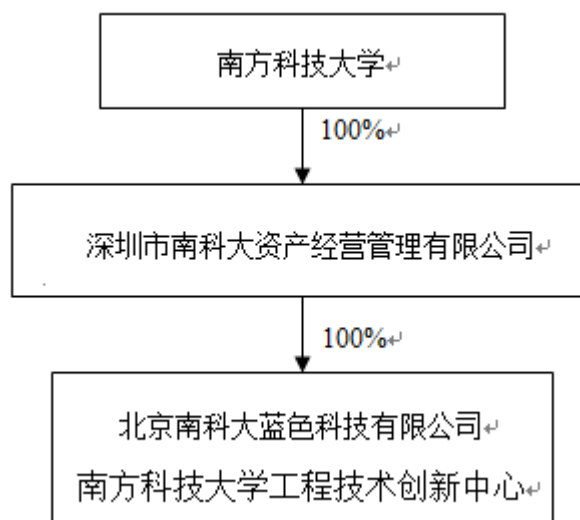 南方科技大学
100%
深圳市南科大资产经营管理有限公司
100%
北京南科大蓝色科技有限公司
南方科技大学工程技术创新中心